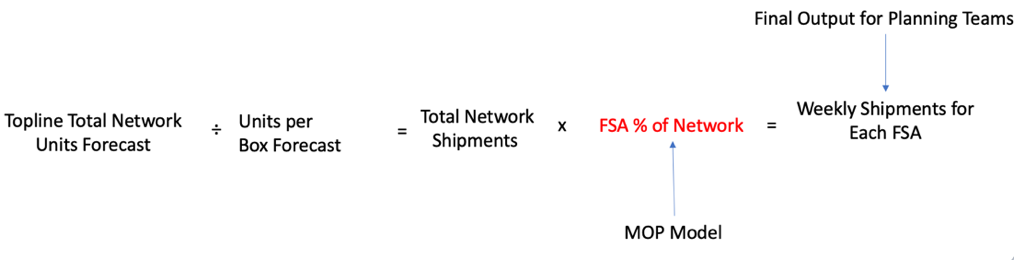 Final Output for Planning Teams
Topline Total Network
Units Forecast
÷
Units per
Box Forecast
=
Total Network
Shipments
x
FSA % of Network
=
Weekly Shipments for
Each FSA
MOP Model